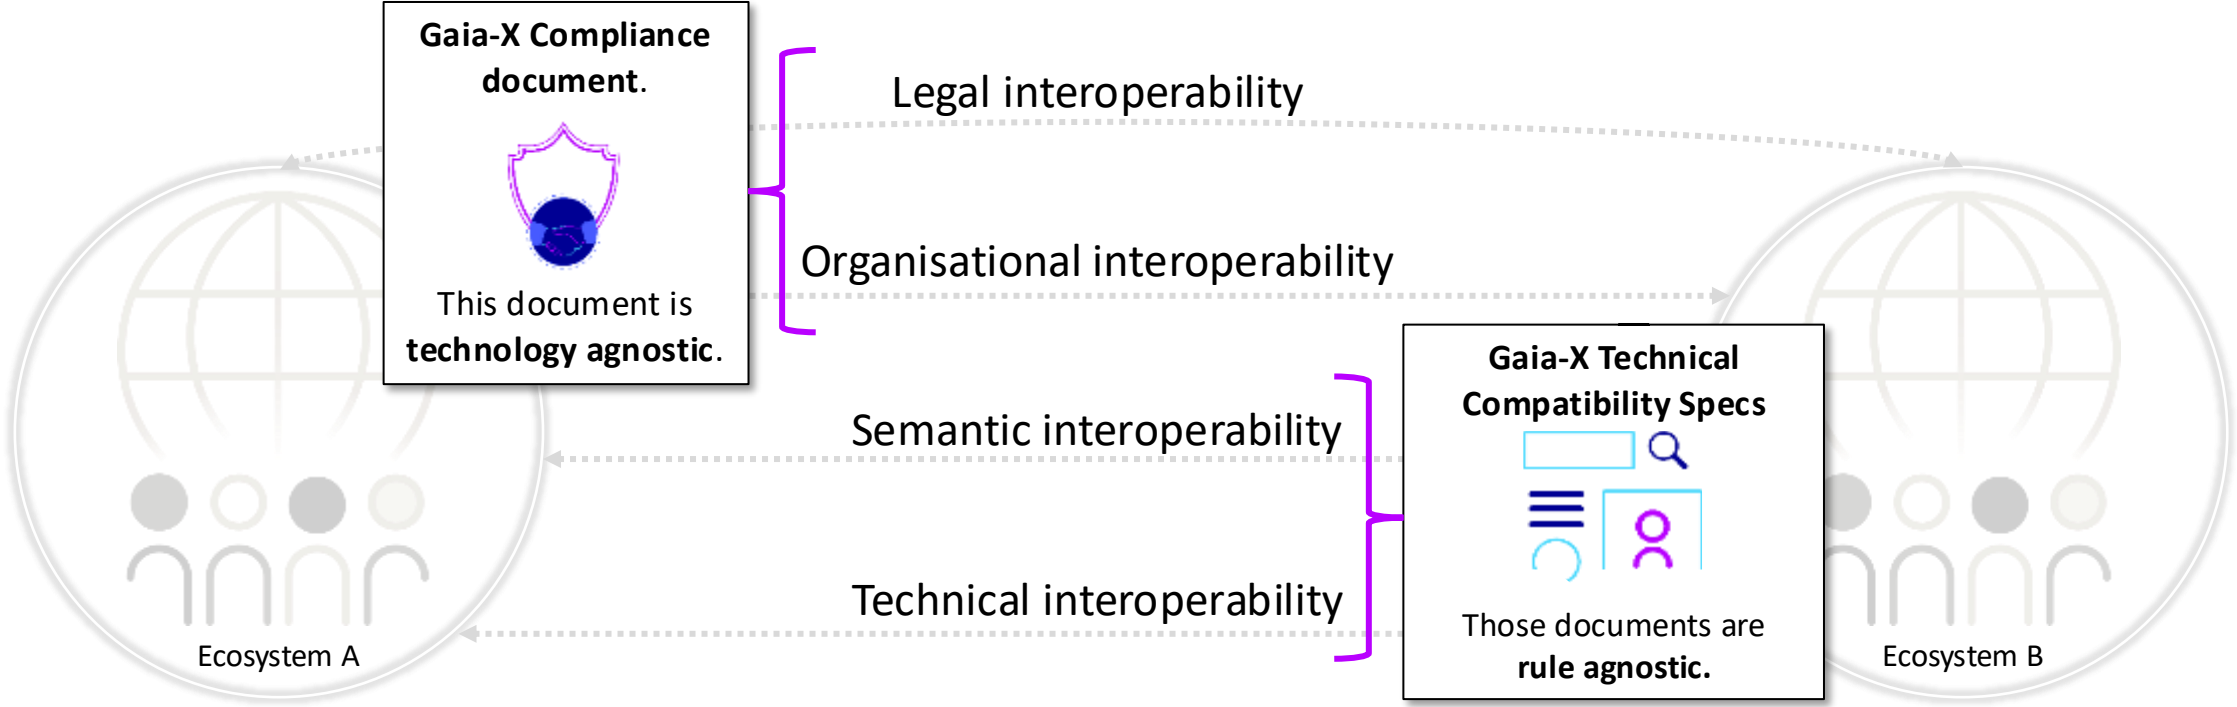 Gaia-X Compliance
document.
This document is
technology agnostic.
Legal interoperability
Organisational interoperability
Semantic interoperability
Technical interoperability
Gaia-X Technical
Compatibility Specs
Those documents are
rule agnostic.
Ecosystem A
Ecosystem B